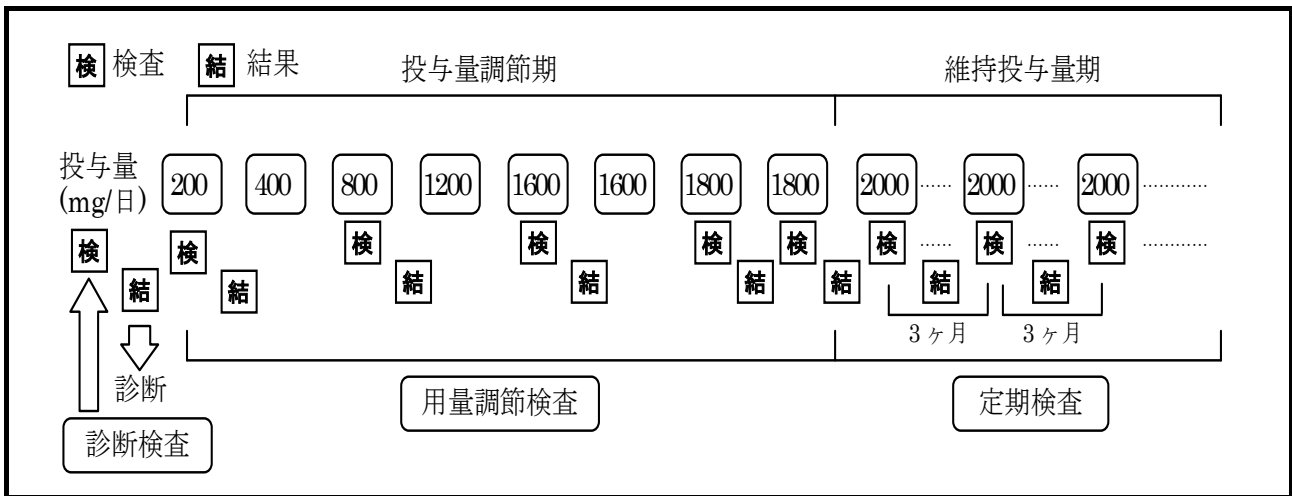 検 検査 結 結果 投与量調節期 維持投与量期
投与量
(mg/日) 200 400 800 1200 1600 1600 1800 1800 2000 …… 2000 …… 2000 …………
検 検 検 検 検 検 検 …… 検 …… 検 …………
結 結 結 結 結 結 結 結
3ヶ月 3ヶ月
診断
用量調節検査 定期検査
診断検査